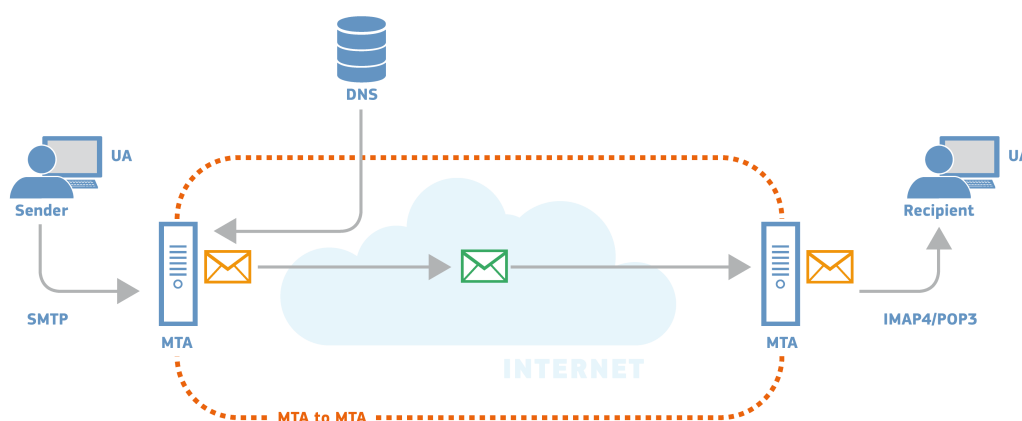 DNS
UA
Sender
SMTP
MTA
INTERNET
MTA to MTA
MTA
IMAP4/POP3
Recipient